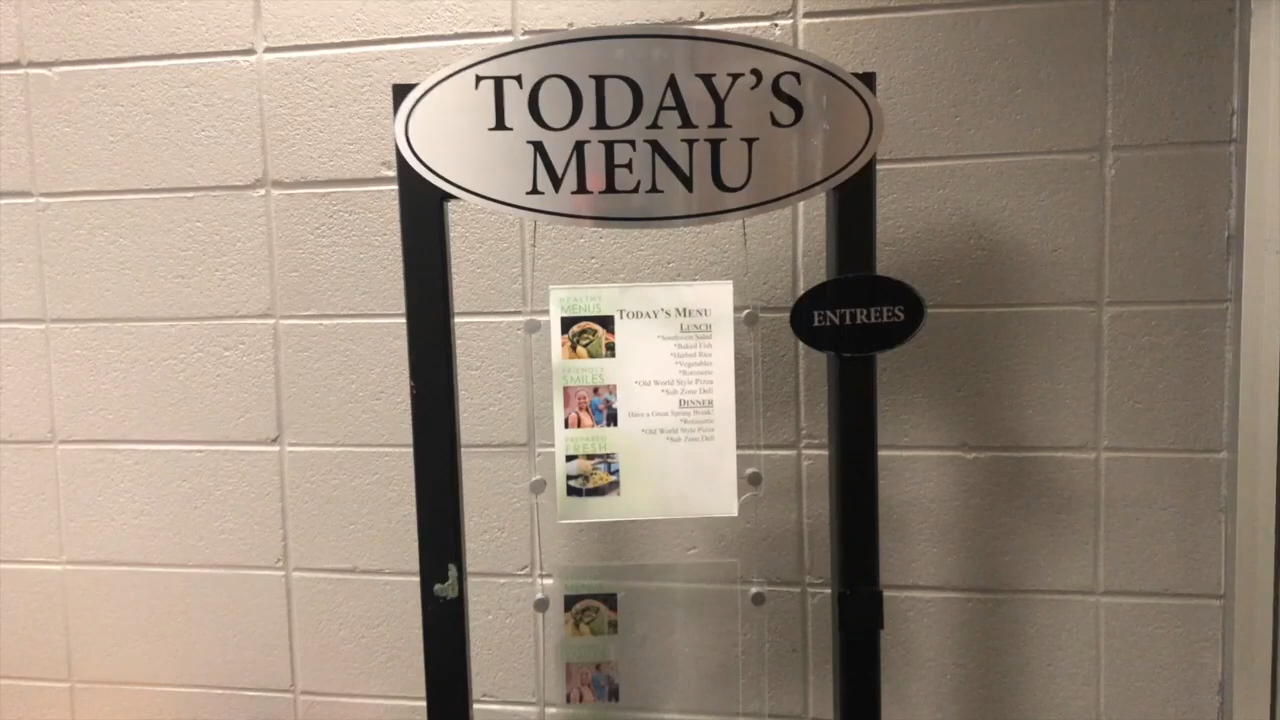 TODAY'S
MENU
ENTREES
HEALTHY
MENUS
FRIENDLY
SMILES
PREPARED
FRESH
TODAY'S MENU
LUNCH
*Southwest Salad
*Baked Fish
*Herbed Rice
*Vegetables
*Rotisserie
*Old World Style Pizza
*Sub Zone Deli
DINNER
Have a Great Spring Break!
*Rotisserie
*Old World Style Pizza
*Sub Zone Deli